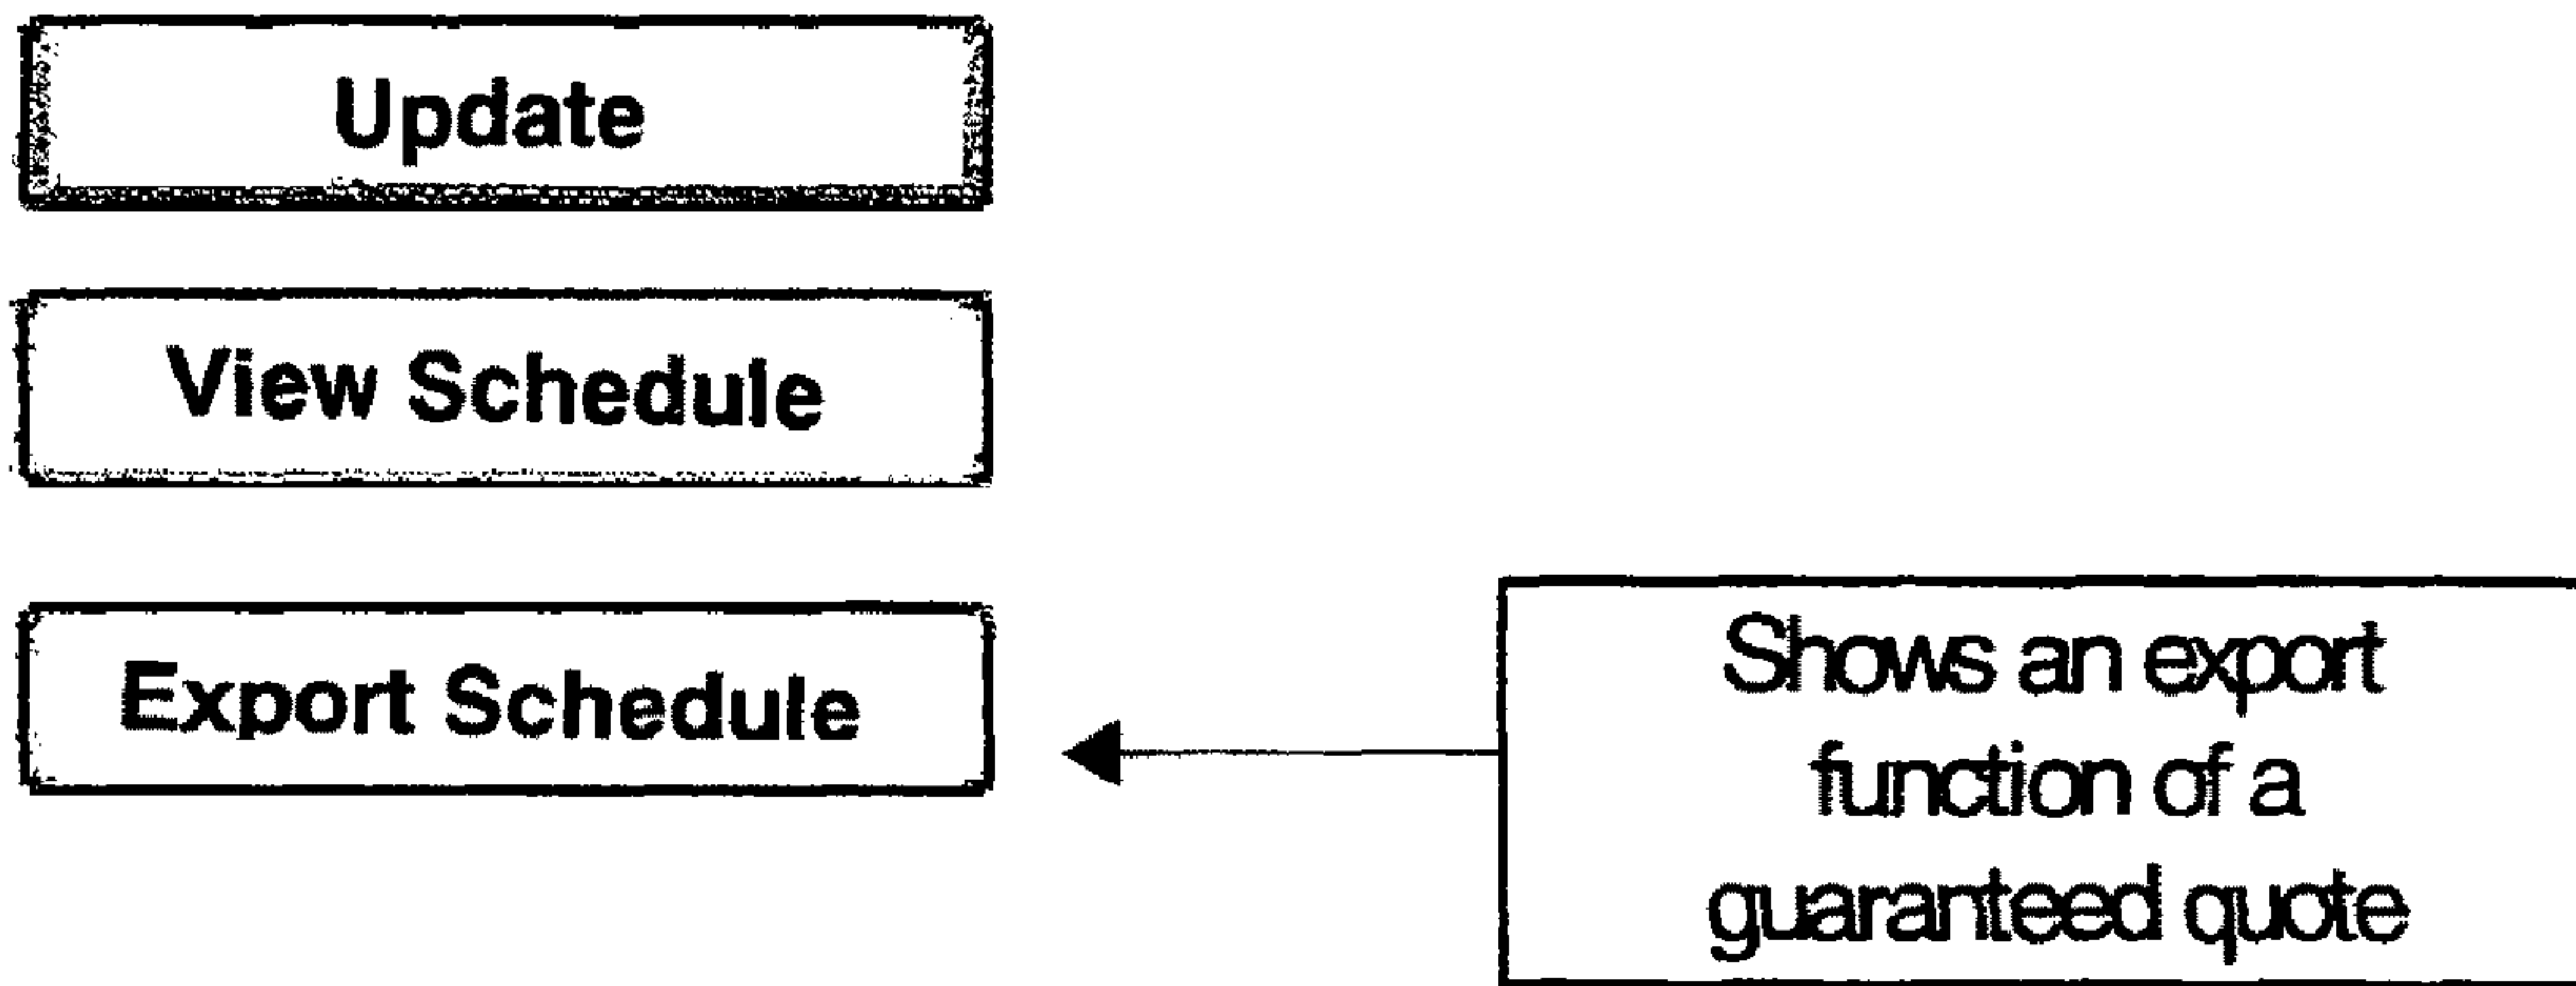 Update
View Schedule
Export Schedule
Shows an export
function of a
guaranteed quote